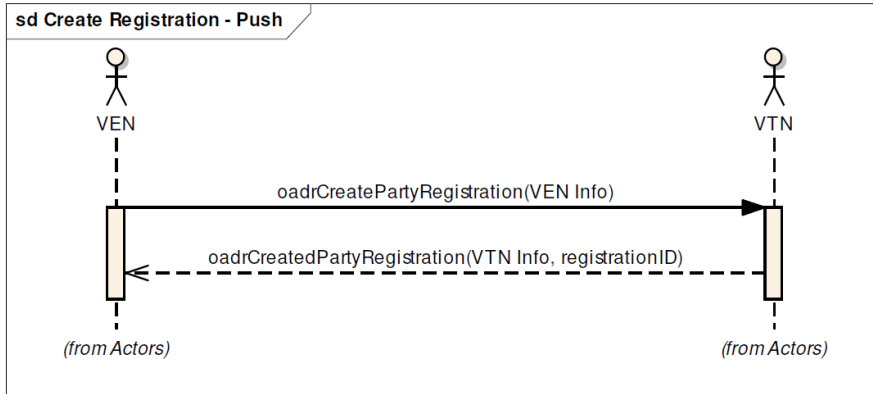 sd Create Registration - Push
VEN
VTN
oadrCreatePartyRegistration(VEN Info)
oadrCreatedPartyRegistration(VTN Info, registrationID)
(from Actors)
(from Actors)